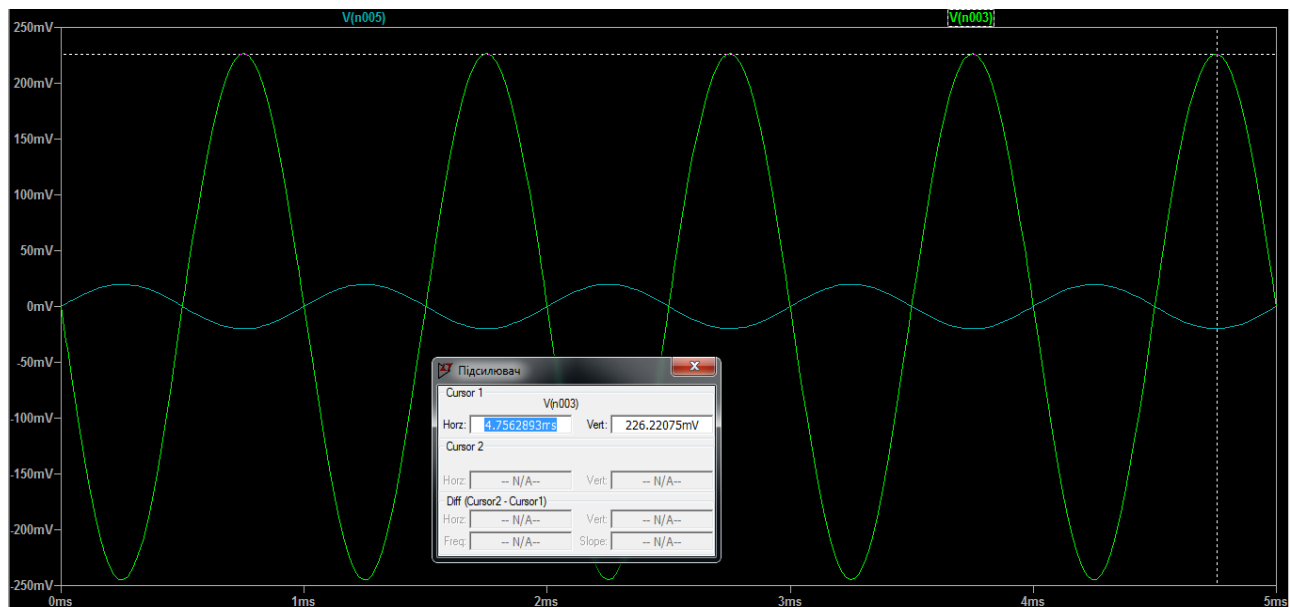 V(n005) V(n003)
250mV
200mV
150mV
100mV
50mV
0mV
-50mV
-100mV
-150mV
-200mV
-250mV
0ms 1ms 2ms 3ms 4ms 5ms
Підсилювач
Cursor 1
V(n003)
Horz: 4.7562893ms Vert: 226.22075mV
Cursor 2
Horz: -- N/A-- Vert: -- N/A--
Diff (Cursor2 - Cursor1)
Horz: -- N/A-- Vert: -- N/A--
Freq: -- N/A-- Slope: -- N/A--